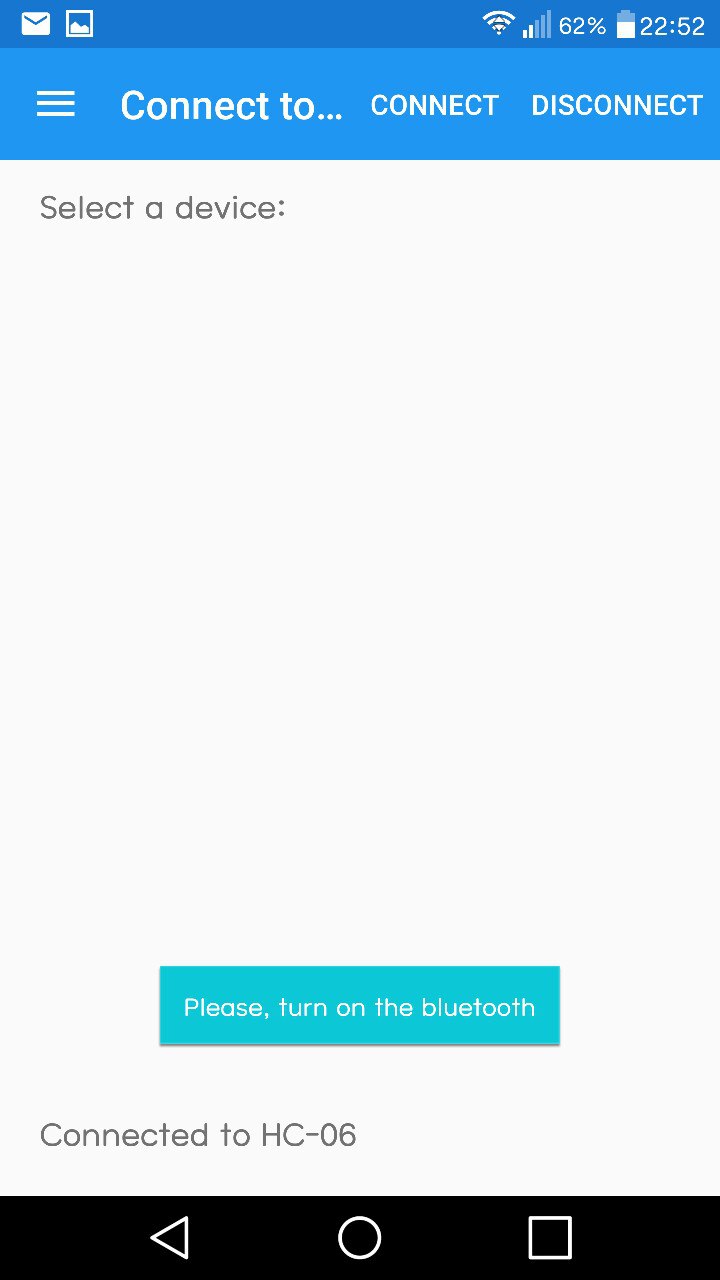 62% 22:52
Connect to... CONNECT DISCONNECT
Select a device:
Please, turn on the bluetooth
Connected to HC-06